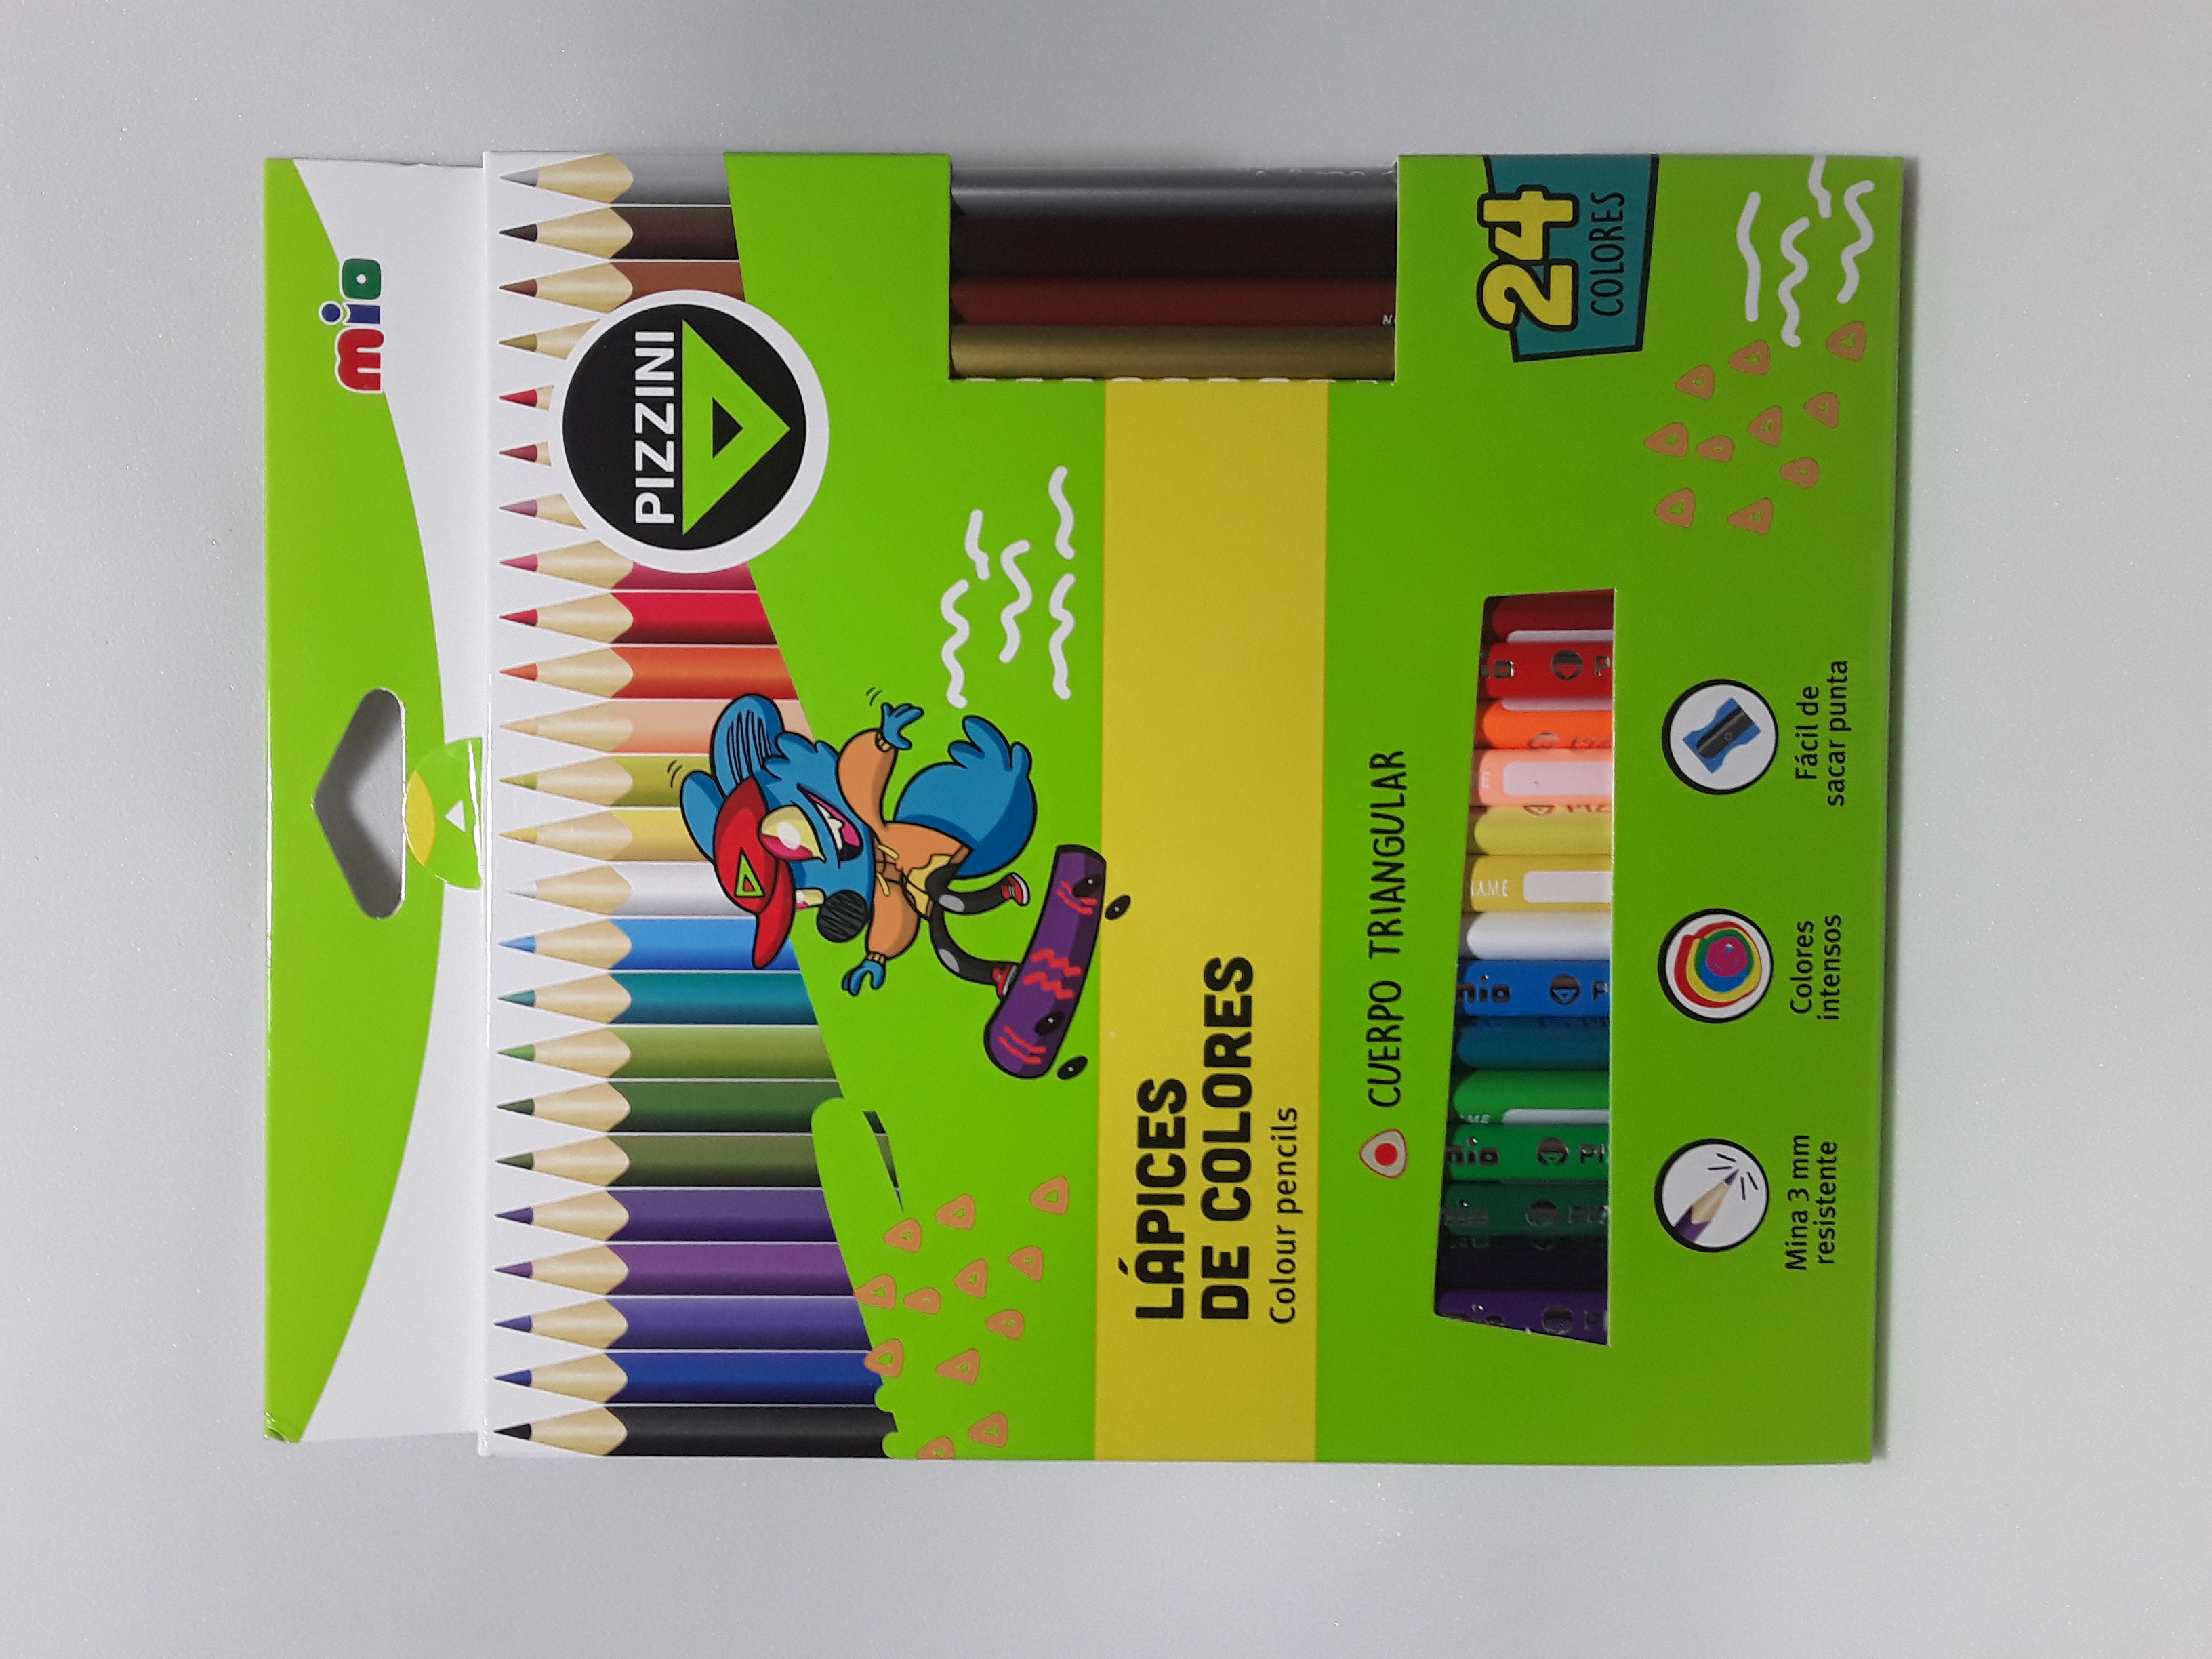 mio
PIZZINI
LÁPICES
DE COLORES
Colour pencils
CUERPO TRIANGULAR
24
COLORES
Mina 3 mm
resistente
Colores
intensos
Fácil de
sacar punta